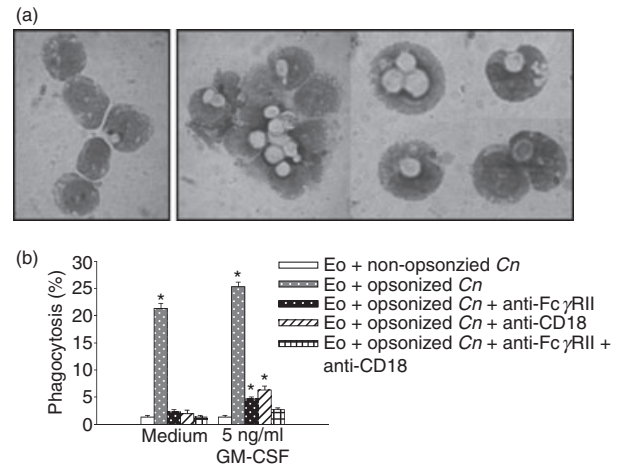 (a)
(b)
30
25
20
15
10
5
0
Phagocytosis (%)
*
*
*
*
Medium
5 ng/ml
GM-CSF
Eo + non-opsonzied Cn
Eo + opsonized Cn
Eo + opsonized Cn + anti-FcγRII
Eo + opsonized Cn + anti-CD18
Eo + opsonized Cn + anti-FcγRII +
anti-CD18